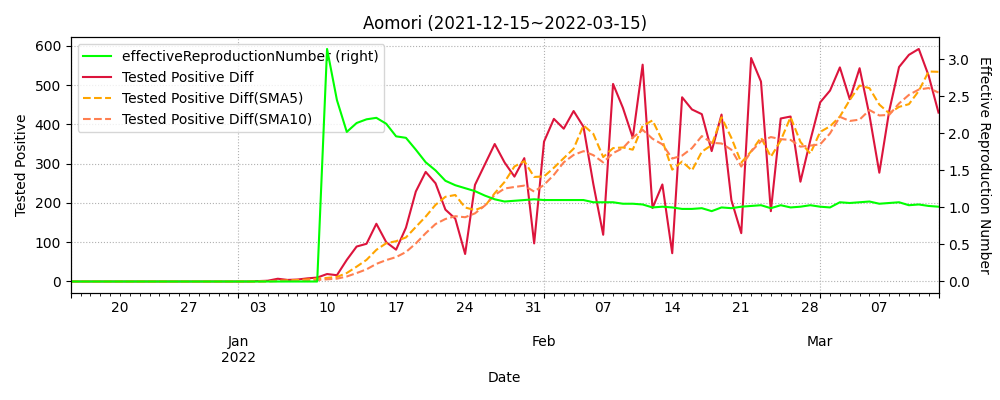 Aomori (2021-12-15~2022-03-15)
effectiveReproductionNumber (right)
Tested Positive Diff
Tested Positive Diff(SMA5)
Tested Positive Diff(SMA10)
Tested Positive
600
500
400
300
200
100
0
3.0
2.5
2.0
1.5
1.0
0.5
0.0
Effective Reproduction Number
20 27 03 10 17 24 31 07 14 21 28 07
Jan Feb Mar
2022
Date